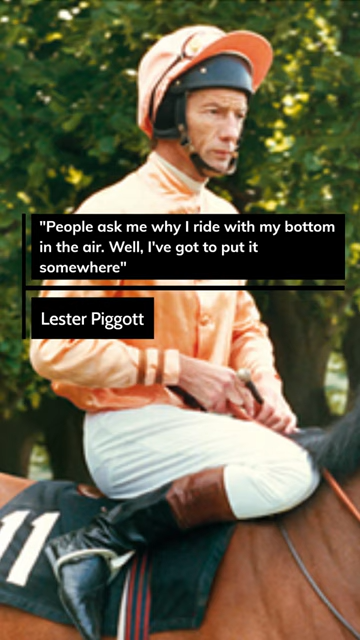 "People ask me why I ride with my bottom
in the air. Well, I've got to put it
somewhere"
Lester Piggott
11